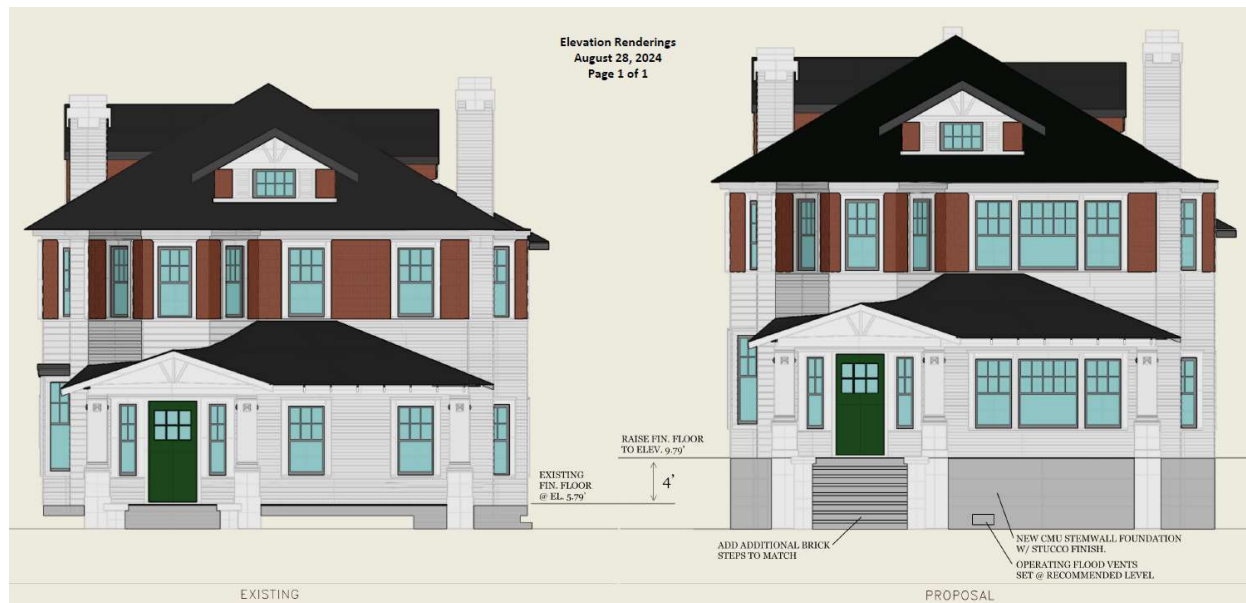 Elevation Renderings
August 28, 2024
Page 1 of 1
EXISTING
FIN. FLOOR
@ EL. 5.79'
RAISE FIN. FLOOR
TO ELEV. 9.79'
4'
ADD ADDITIONAL BRICK
STEPS TO MATCH
NEW CMU STEMWALL FOUNDATION
W/ STUCCO FINISH.
OPERATING FLOOD VENTS
SET @ RECOMMENDED LEVEL
EXISTING
PROPOSAL